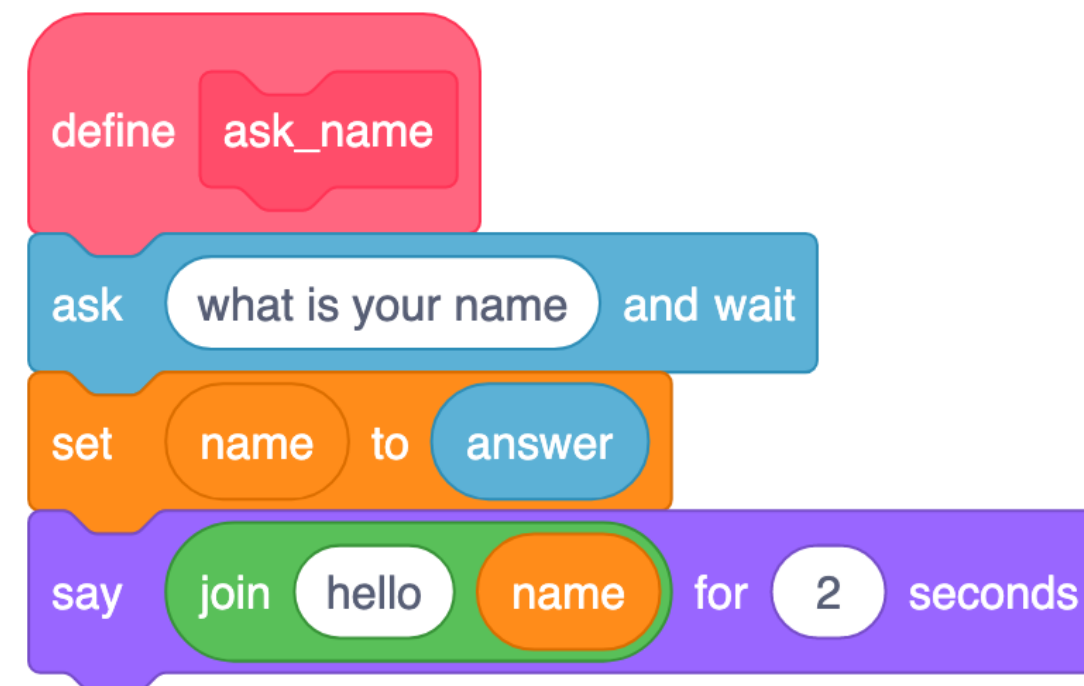 define ask_name
ask what is your name and wait
set name to answer
say join hello name for 2 seconds